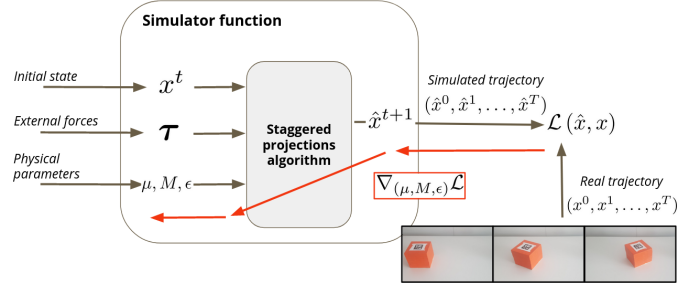 Simulator function
Initial state
x^t
External forces
τ
Physical
parameters
μ, M, ϵ
Staggered
projections
algorithm
x̂^{t+1}
Simulated trajectory
(x̂^0, x̂^1, . . . , x̂^T)
ℒ (x̂, x)
∇_{(μ,M,ϵ)}ℒ
Real trajectory
(x^0, x^1, . . . , x^T)